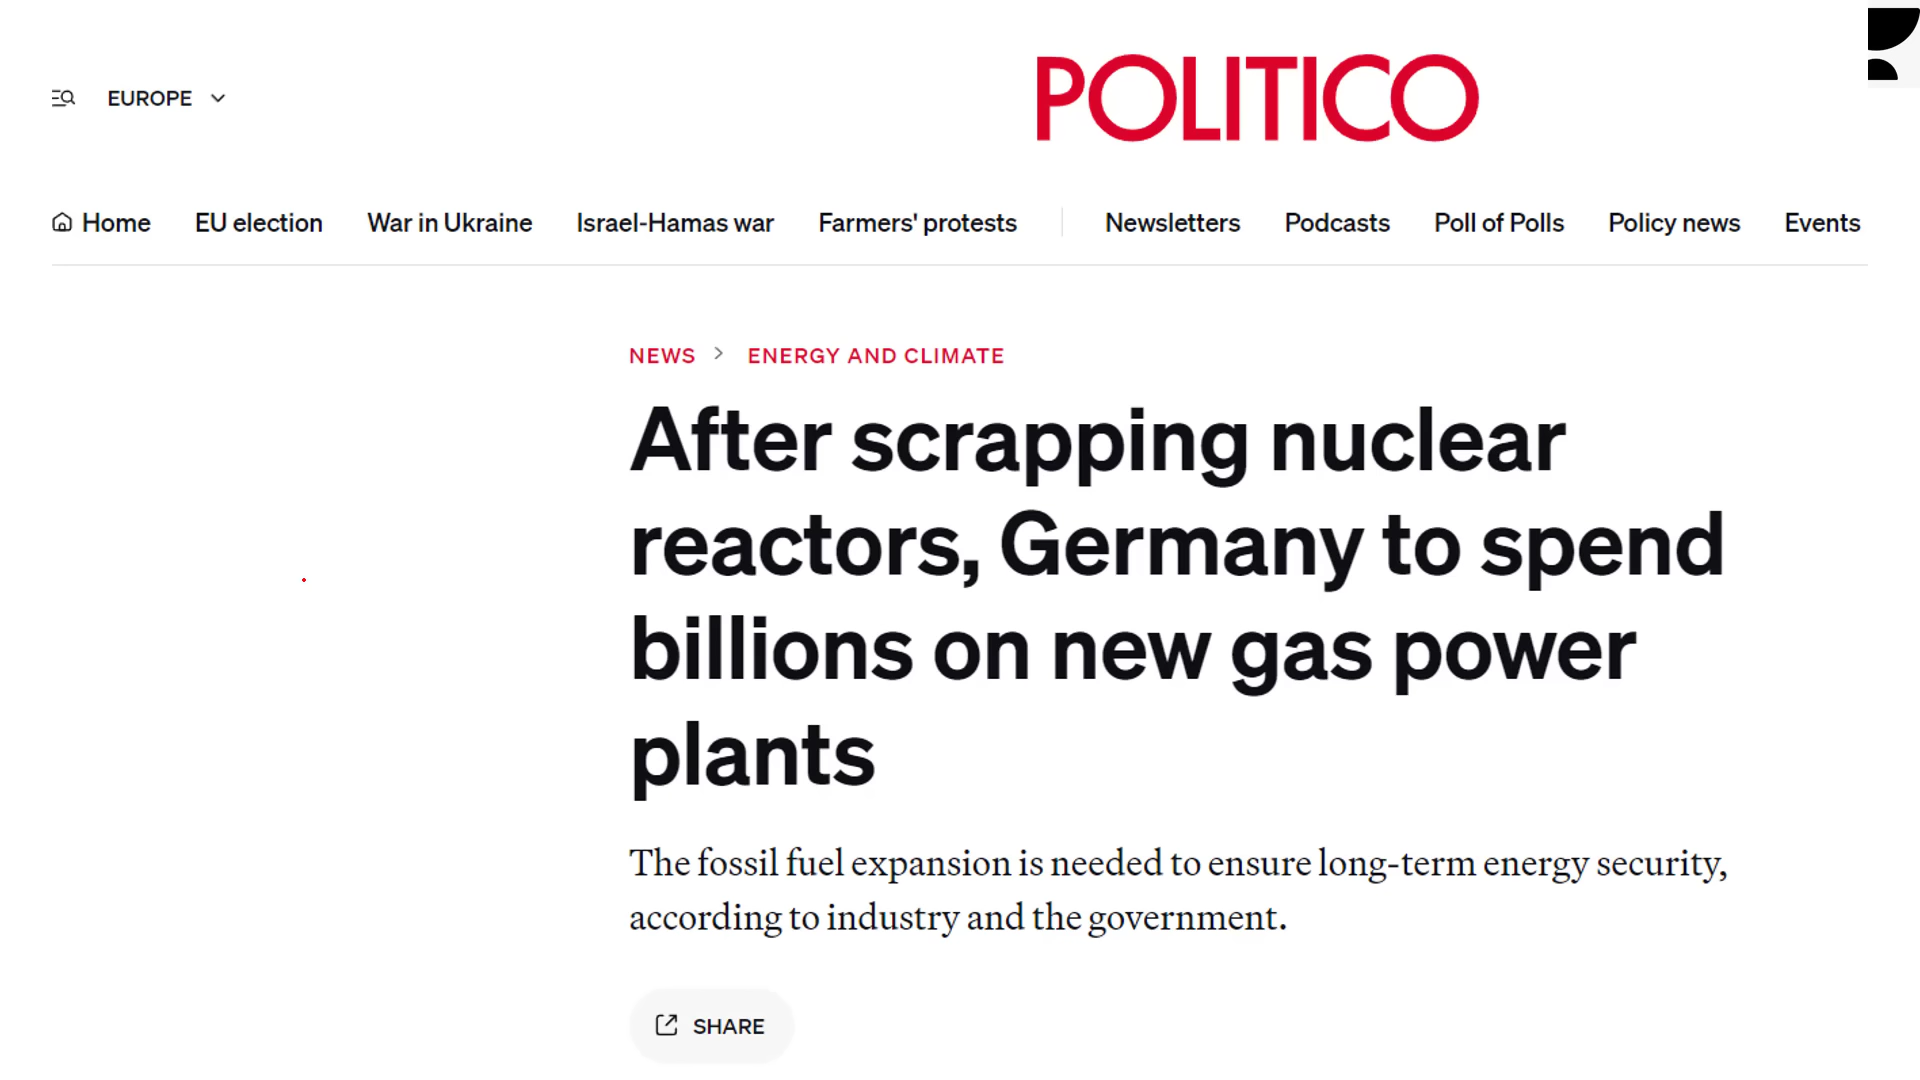 EUROPE
POLITICO
Home EU election War in Ukraine Israel-Hamas war Farmers' protests Newsletters Podcasts Poll of Polls Policy news Events
NEWS > ENERGY AND CLIMATE
After scrapping nuclear
reactors, Germany to spend
billions on new gas power
plants
The fossil fuel expansion is needed to ensure long-term energy security,
according to industry and the government.
SHARE